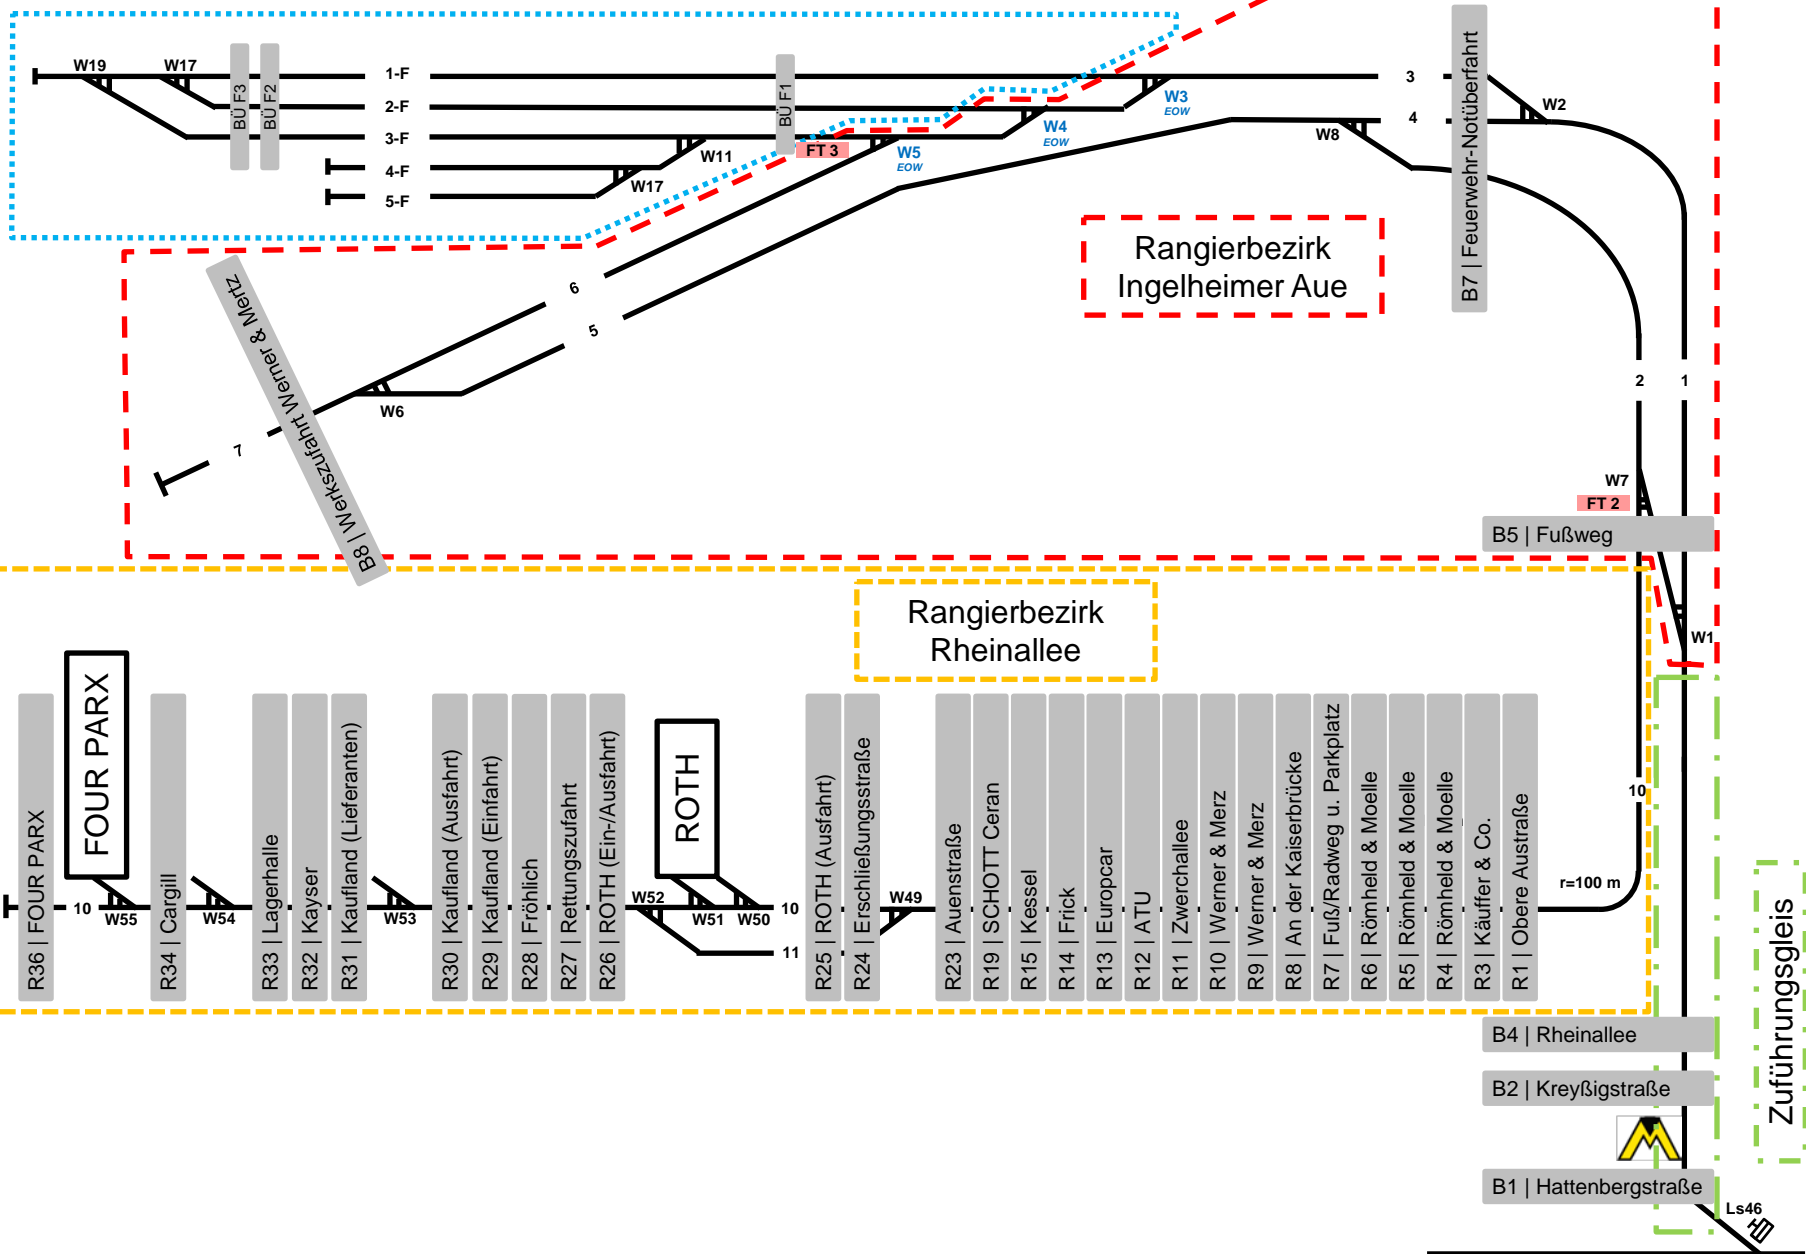 W19
W17
BÜ F3
BÜ F2
BÜ F1
1-F
2-F
3-F
4-F
5-F
W11
W17
FT 3
W5
EOW
W4
EOW
W3
EOW
3
4
W8
W2
B7 | Feuerwehr-Notüberfahrt
Rangierbezirk
Ingelheimer Aue
6
5
W6
7
B8 | Werkszufahrt Werner & Mertz
2
1
W7
FT 2
B5 | Fußweg
W1
Rangierbezirk
Rheinallee
R36 | FOUR PARX
FOUR PARX
10
W55
R34 | Cargill
W54
R33 | Lagerhalle
R32 | Kayser
R31 | Kaufland (Lieferanten)
W53
R30 | Kaufland (Ausfahrt)
R29 | Kaufland (Einfahrt)
R28 | Fröhlich
R27 | Rettungszufahrt
R26 | ROTH (Ein-/Ausfahrt)
W52
ROTH
W51
W50
10
11
R25 | ROTH (Ausfahrt)
R24 | Erschließungsstraße
W49
R23 | Auenstraße
R19 | SCHOTT Ceran
R15 | Kessel
R14 | Frick
R13 | Europcar
R12 | ATU
R11 | Zwerchallee
R10 | Werner & Merz
R9 | Werner & Merz
R8 | An der Kaiserbrücke
R7 | Fuß/Radweg u. Parkplatz
R6 | Römheld & Moelle
R5 | Römheld & Moelle
R4 | Römheld & Moelle
R3 | Käuffer & Co.
R1 | Obere Austraße
r=100 m
10
B4 | Rheinallee
B2 | Kreyßigstraße
B1 | Hattenbergstraße
Zuführungsgleis
Ls46